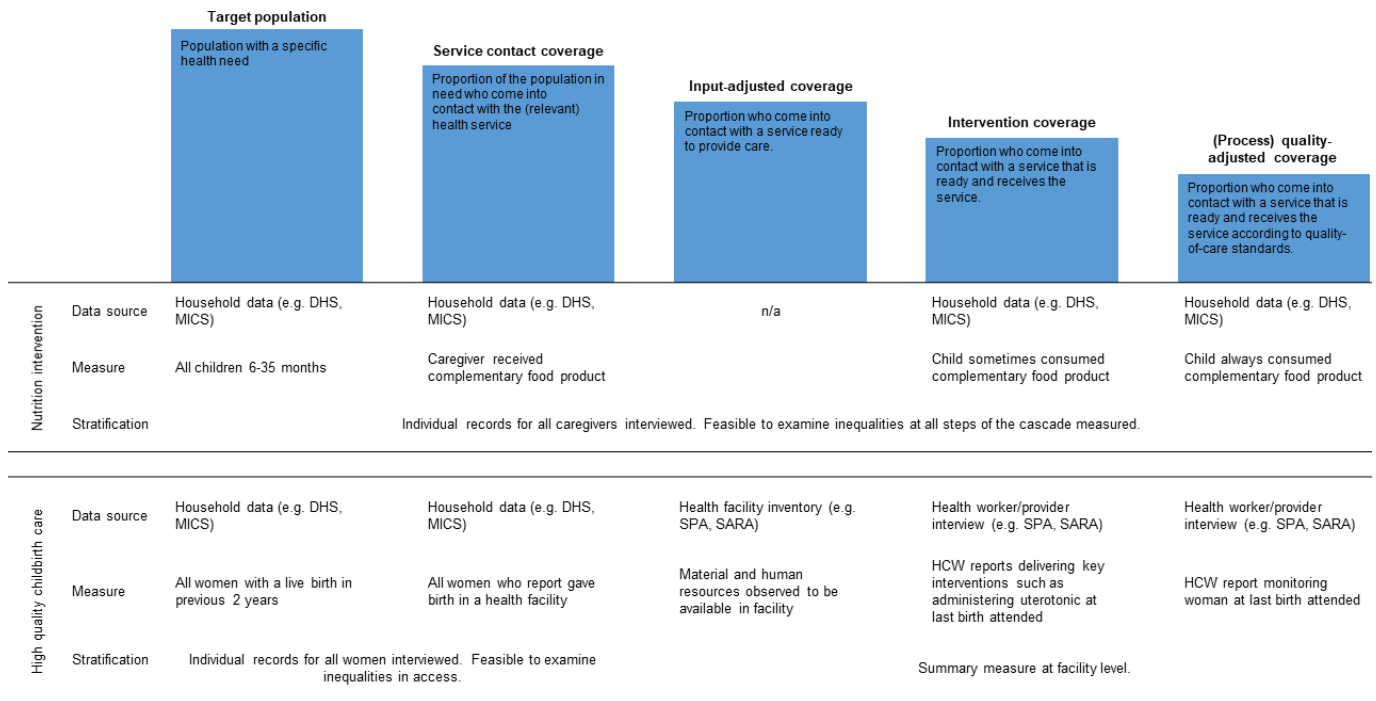 Target population
Population with a specific
health need
Service contact coverage
Proportion of the population in
need who come into
contact with the (relevant)
health service
Input-adjusted coverage
Proportion who come into
contact with a service ready
to provide care.
Intervention coverage
Proportion who come into
contact with a service that is
ready and receives the
service.
(Process) quality-
adjusted coverage
Proportion who come into
contact with a service that is
ready and receives the
service according to quality-
of-care standards.
Nutrition intervention
Data source
Household data (e.g. DHS,
MICS)
Household data (e.g. DHS,
MICS)
n/a
Household data (e.g. DHS,
MICS)
Household data (e.g. DHS,
MICS)
Measure
All children 6-35 months
Caregiver received
complementary food product
Child sometimes consumed
complementary food product
Child always consumed
complementary food product
Stratification
Individual records for all caregivers interviewed. Feasible to examine inequalities at all steps of the cascade measured.
High quality childbirth care
Data source
Household data (e.g. DHS,
MICS)
Household data (e.g. DHS,
MICS)
Health facility inventory (e.g.
SPA, SARA)
Health worker/provider
interview (e.g. SPA, SARA)
Health worker/provider
interview (e.g. SPA, SARA)
Measure
All women with a live birth in
previous 2 years
All women who report gave
birth in a health facility
Material and human
resources observed to be
available in facility
HCW reports delivering key
interventions such as
administering uterotonic at
last birth attended
HCW report monitoring
woman at last birth attended
Stratification
Individual records for all women interviewed. Feasible to examine
inequalities in access.
Summary measure at facility level.